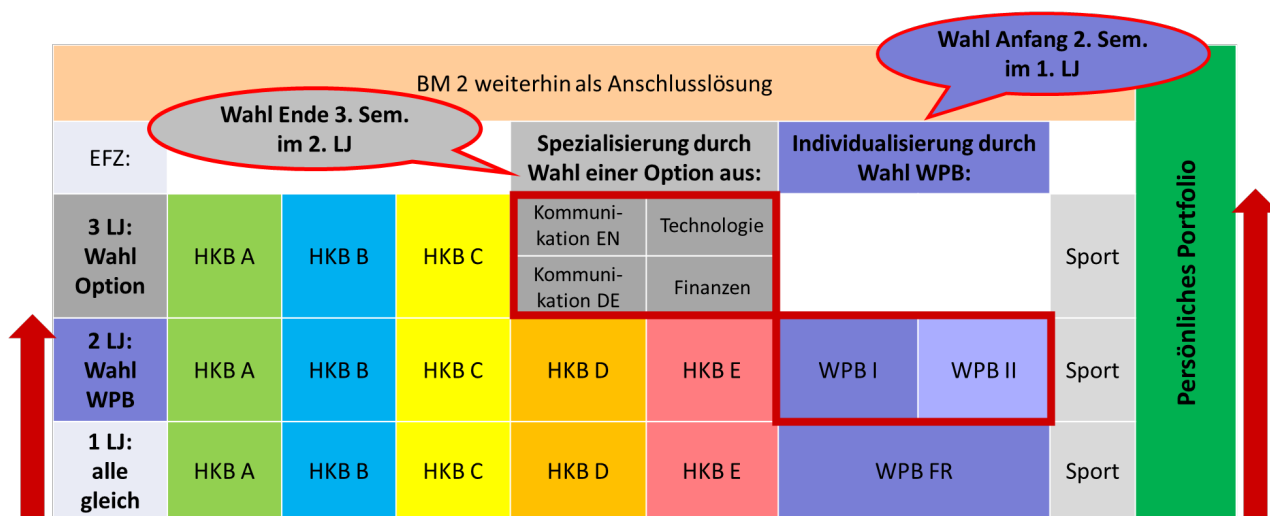 Wahl Anfang 2. Sem.
im 1. LJ
BM 2 weiterhin als Anschlusslösung
Wahl Ende 3. Sem.
im 2. LJ
EFZ:
Spezialisierung durch
Wahl einer Option aus:
Individualisierung durch
Wahl WPB:
3 LJ:
Wahl
Option
HKB A
HKB B
HKB C
Kommuni-
kation EN
Technologie
Kommuni-
kation DE
Finanzen
Sport
2 LJ:
Wahl
WPB
HKB A
HKB B
HKB C
HKB D
HKB E
WPB I
WPB II
Sport
1 LJ:
alle
gleich
HKB A
HKB B
HKB C
HKB D
HKB E
WPB FR
Sport
Persönliches Portfolio